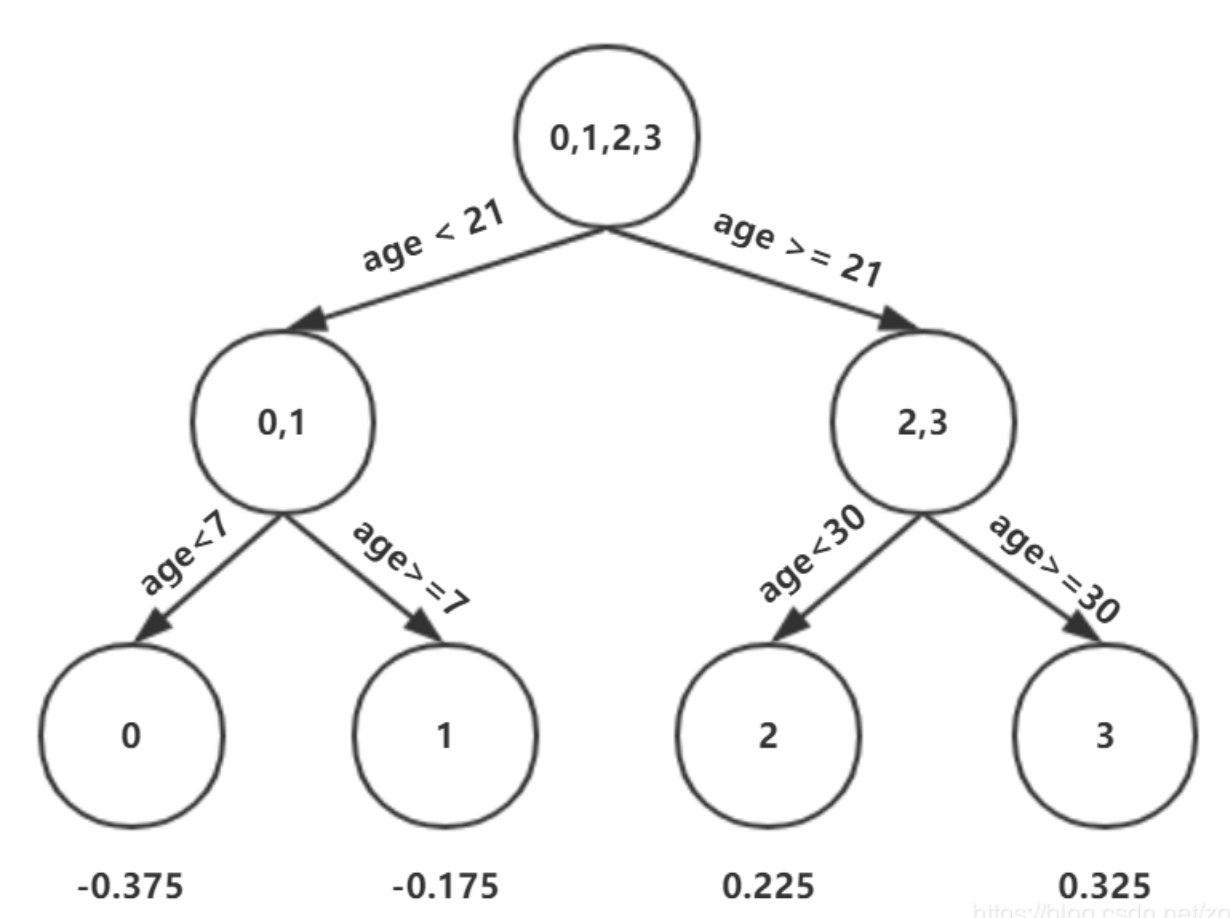 0,1,2,3
age < 21
age >= 21
0,1
2,3
age<7
age>=7
age<30
age>=30
0
1
2
3
-0.375
-0.175
0.225
0.325